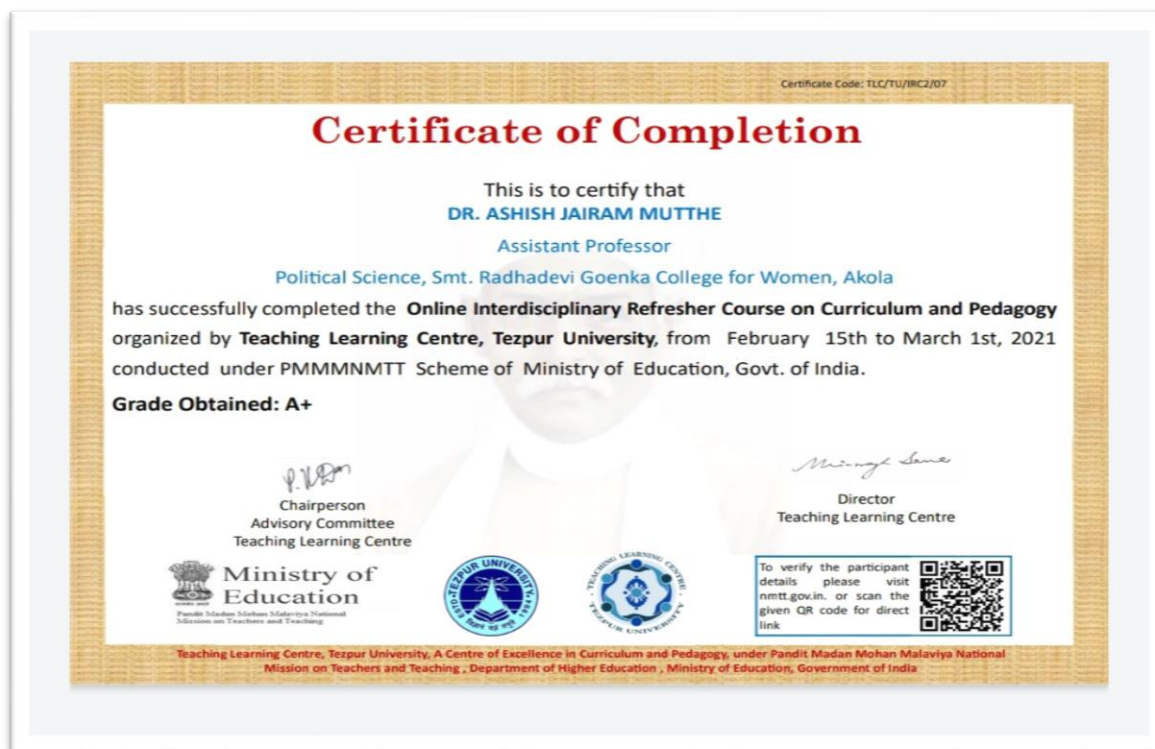 Certificate Code: TLC/TU/IRC2/07
Certificate of Completion
This is to certify that
DR. ASHISH JAIRAM MUTTHE
Assistant Professor
Political Science, Smt. Radhadevi Goenka College for Women, Akola
has successfully completed the Online Interdisciplinary Refresher Course on Curriculum and Pedagogy
organized by Teaching Learning Centre, Tezpur University, from February 15th to March 1st, 2021
conducted under PMMMNMTT Scheme of Ministry of Education, Govt. of India.
Grade Obtained: A+
Chairperson
Advisory Committee
Teaching Learning Centre
Director
Teaching Learning Centre
Ministry of
Education
Pandit Madan Mohan Malaviya National
Mission on Teachers and Teaching
TEZPUR UNIVERSITY
TEACHING LEARNING CENTRE
TEZPUR UNIVERSITY
To verify the participant
details please visit
nmtt.gov.in. or scan the
given QR code for direct
link
Teaching Learning Centre, Tezpur University, A Centre of Excellence in Curriculum and Pedagogy, under Pandit Madan Mohan Malaviya National
Mission on Teachers and Teaching , Department of Higher Education , Ministry of Education, Government of India